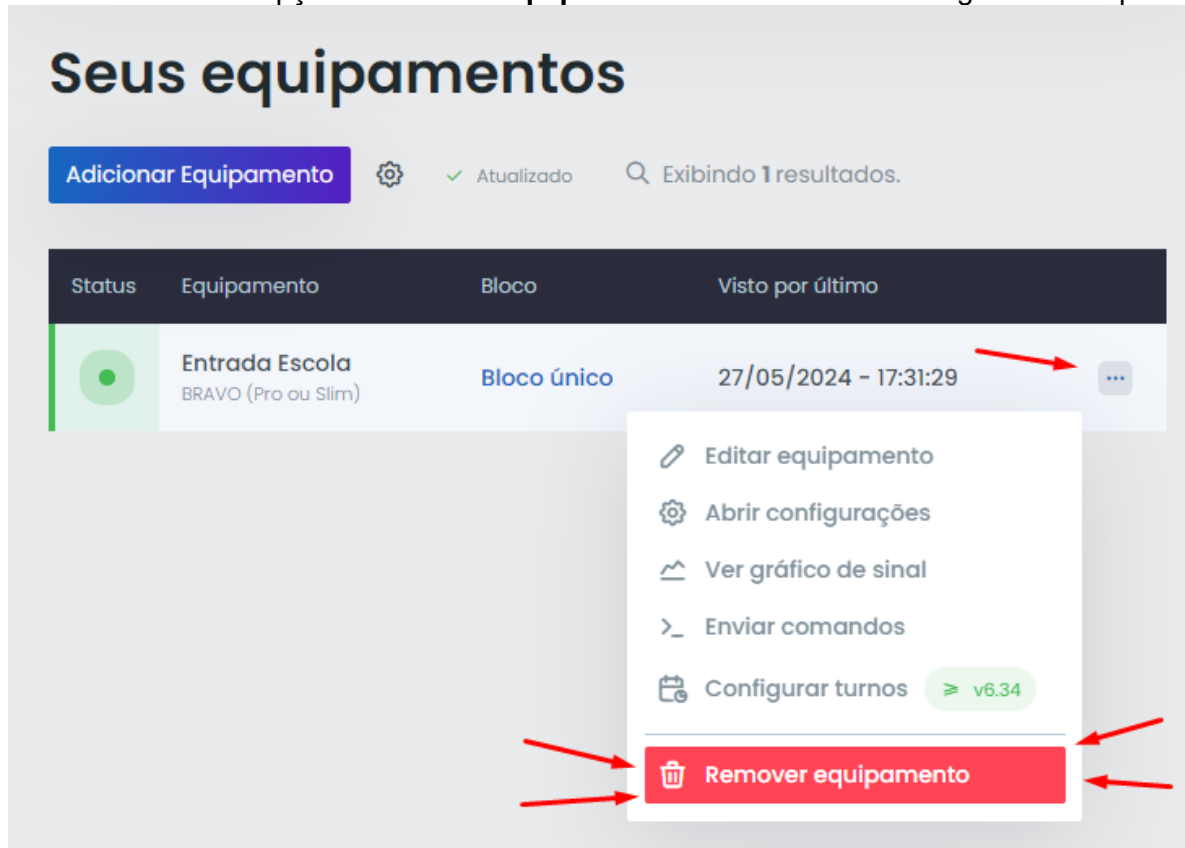 Seus equipamentos
Adicionar Equipamento Atualizado Exibindo 1 resultados.
Status Equipamento Bloco Visto por último
Entrada Escola
BRAVO (Pro ou Slim)
Bloco único
27/05/2024 - 17:31:29
Editar equipamento
Abrir configurações
Ver gráfico de sinal
>_ Enviar comandos
Configurar turnos ≥ v6.34
Remover equipamento